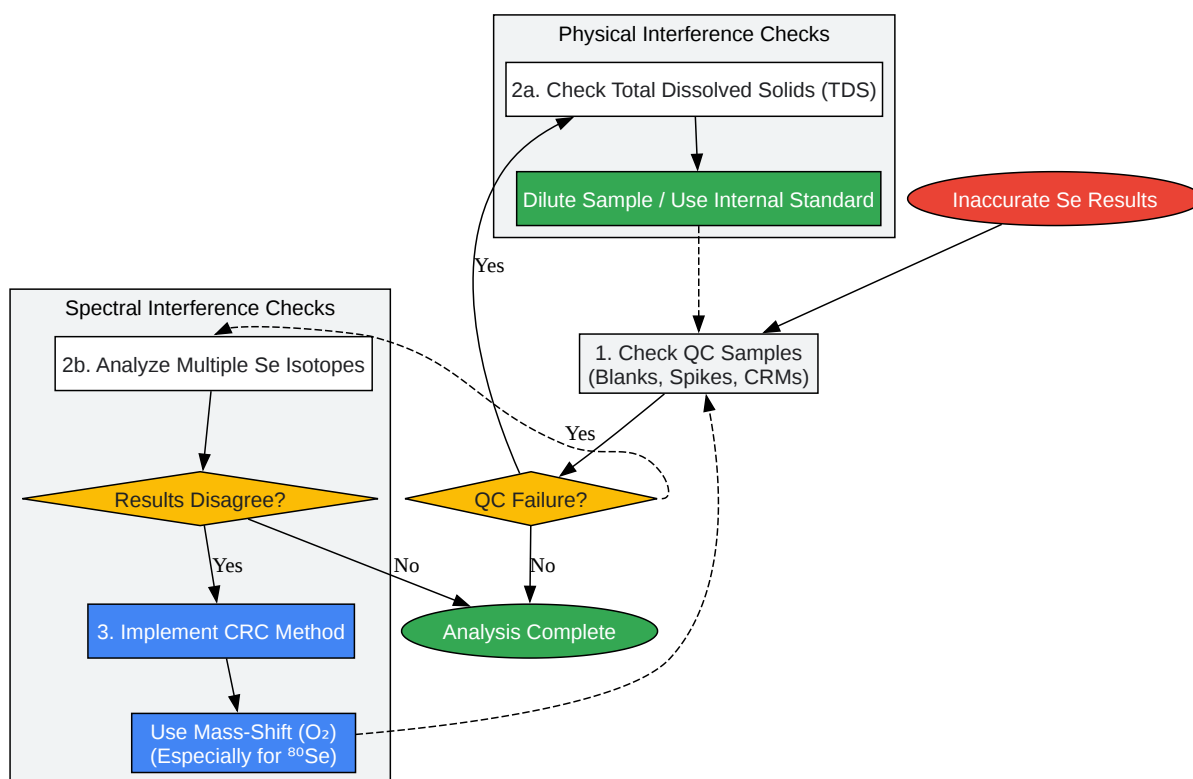 Physical Interference Checks
2a. Check Total Dissolved Solids (TDS)
Dilute Sample / Use Internal Standard
Inaccurate Se Results
Yes
Spectral Interference Checks
2b. Analyze Multiple Se Isotopes
1. Check QC Samples
(Blanks, Spikes, CRMs)
Yes
Results Disagree?
QC Failure?
Yes
No
No
3. Implement CRC Method
Analysis Complete
Use Mass-Shift (O₂)
(Especially for ⁸⁰Se)